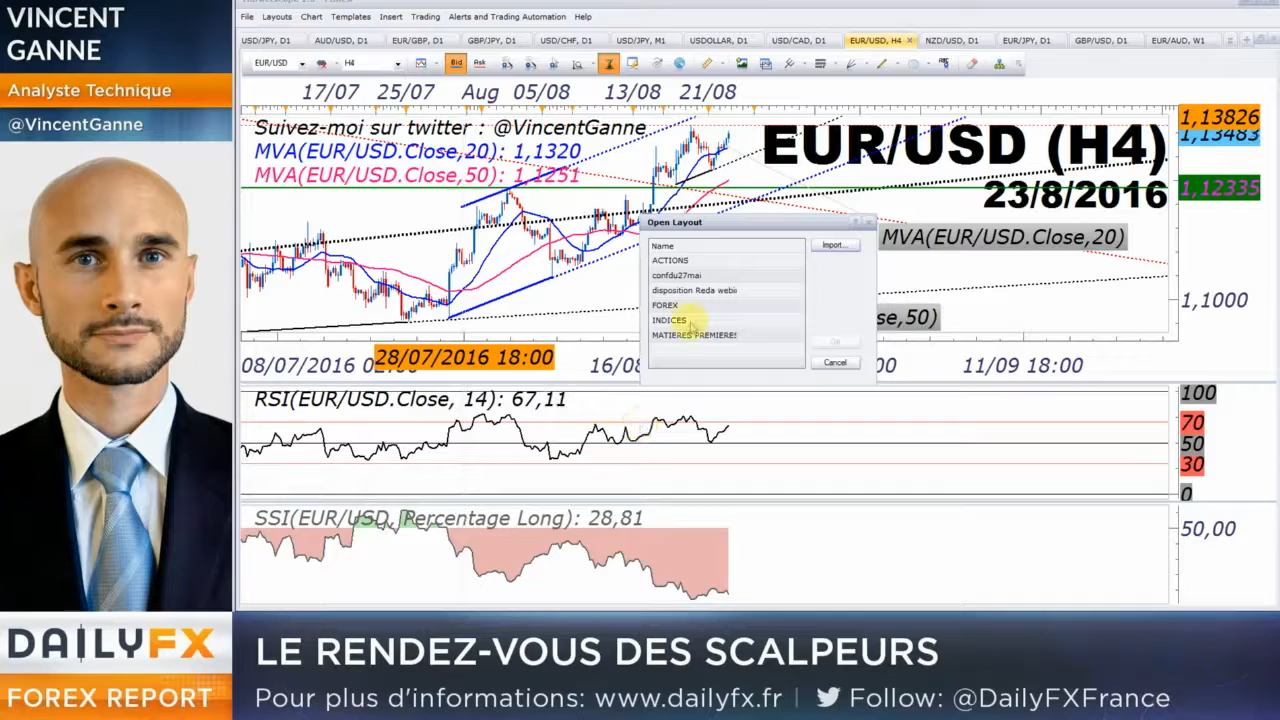 VINCENT
GANNE
Analyste Technique
@VincentGanne
File Layouts Chart Templates Insert Trading Alerts and Trading Automation Help
USD/JPY, D1 AUD/USD, D1 EUR/GBP, D1 GBP/JPY, D1 USD/CHF, D1 USD/JPY, M1 USDOLLAR, D1 USD/CAD, D1 EUR/USD, H4 NZD/USD, D1 EUR/JPY, D1 GBP/USD, D1 EUR/AUD, W1
EUR/USD H4 Bid Ask
17/07 25/07 Aug 05/08 13/08 21/08
Suivez-moi sur twitter : @VincentGanne
MVA(EUR/USD.Close,20): 1,1320
MVA(EUR/USD.Close,50): 1,1251
EUR/USD (H4)
23/8/2016
1,13826
1,13483
1,12335
MVA(EUR/USD.Close,20)
1,1000
se,50)
Open Layout
Name
ACTIONS
confdu27mai
disposition Reda webi
FOREX
INDICES
MATIERES PREMIERES
Import...
OK
Cancel
08/07/2016 28/07/2016 18:00 16/08 :00 11/09 18:00
RSI(EUR/USD.Close, 14): 67,11
100
70
50
30
0
SSI(EUR/USD, Percentage Long): 28,81
50,00
DAILYFX
FOREX REPORT
LE RENDEZ-VOUS DES SCALPEURS
Pour plus d'informations: www.dailyfx.fr | Follow: @DailyFXFrance